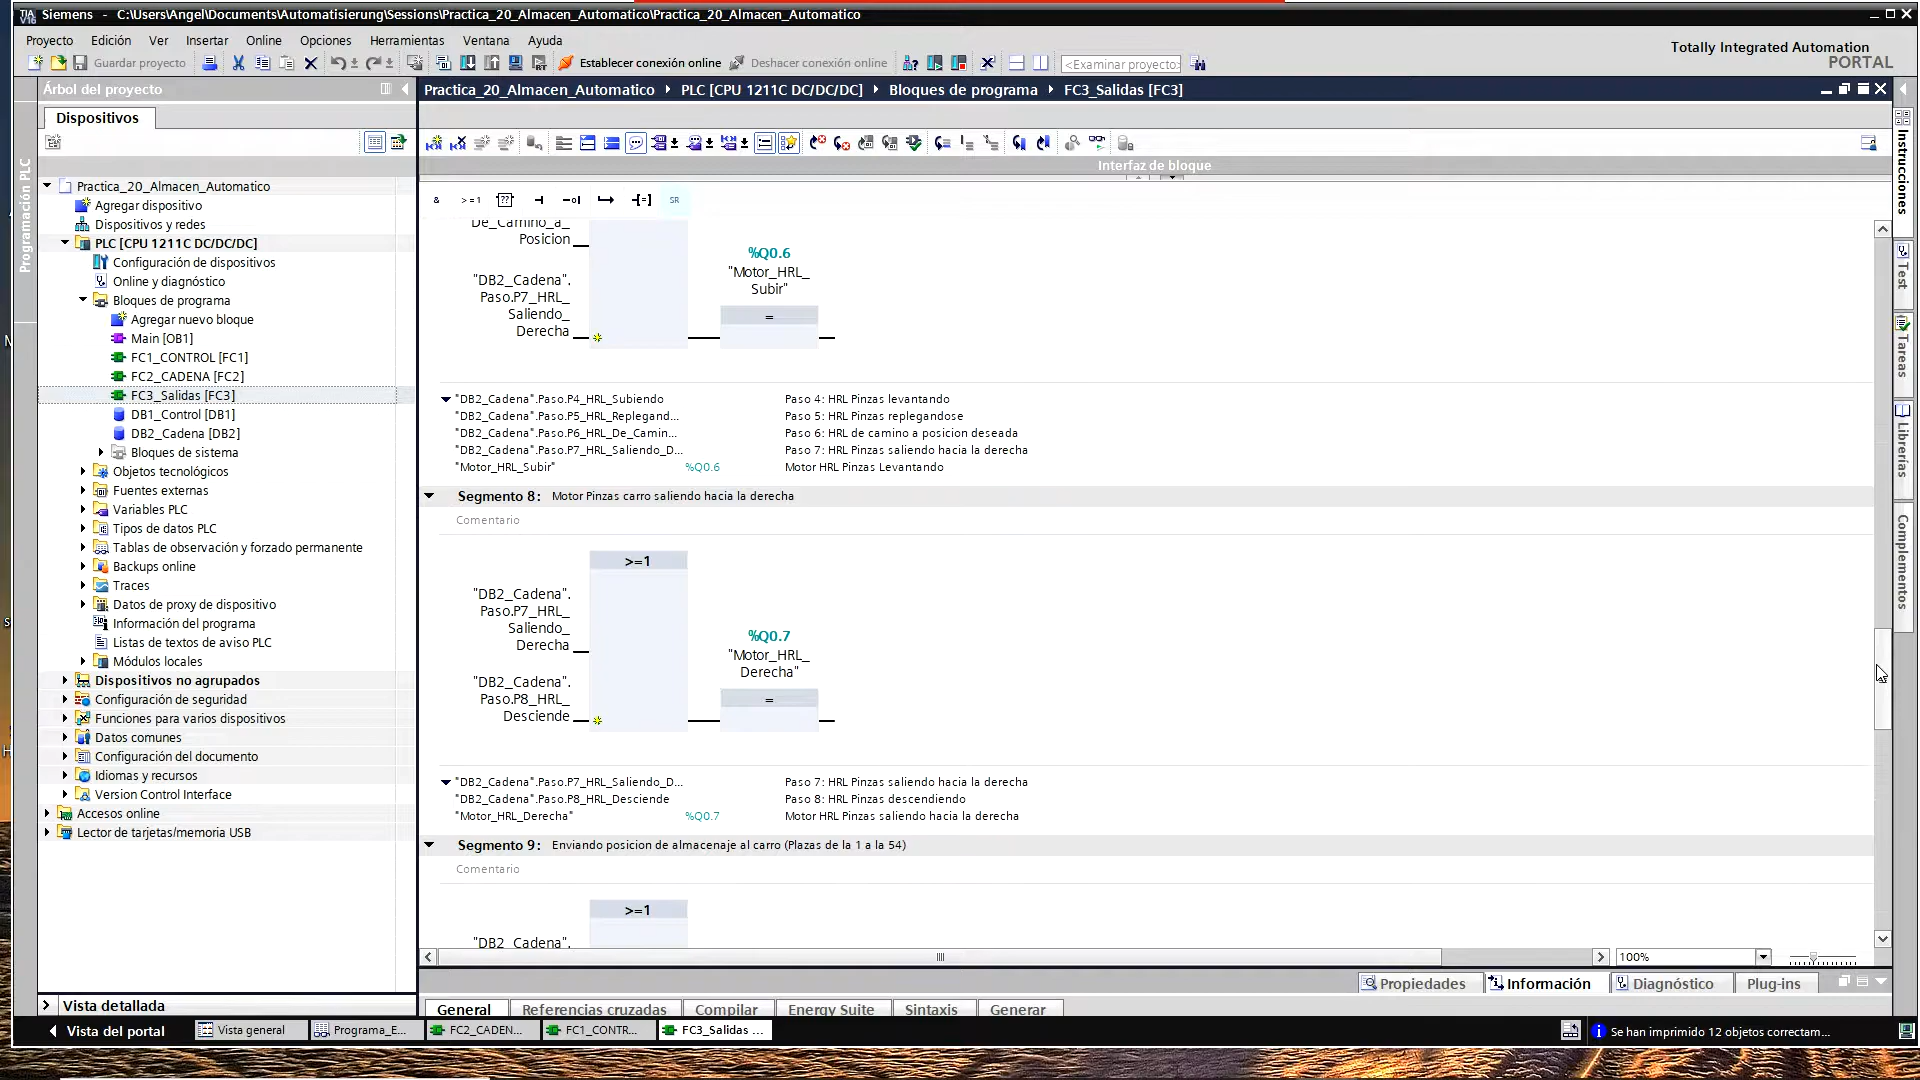 Siemens - C:\Users\Angel\Documents\Automatisierung\Sessions\Practica_20_Almacen_Automatico\Practica_20_Almacen_Automatico
Proyecto Edición Ver Insertar Online Opciones Herramientas Ventana Ayuda
Totally Integrated Automation
PORTAL
Guardar proyecto Establecer conexión online Deshacer conexión online <Examinar proyecto>
Árbol del proyecto
Practica_20_Almacen_Automatico PLC [CPU 1211C DC/DC/DC] Bloques de programa FC3_Salidas [FC3]
Dispositivos
Programación PLC
Interfaz de bloque
& >=1 ?? SR
Practica_20_Almacen_Automatico
Agregar dispositivo
Dispositivos y redes
PLC [CPU 1211C DC/DC/DC]
Configuración de dispositivos
Online y diagnóstico
Bloques de programa
Agregar nuevo bloque
Main [OB1]
FC1_CONTROL [FC1]
FC2_CADENA [FC2]
FC3_Salidas [FC3]
DB1_Control [DB1]
DB2_Cadena [DB2]
Bloques de sistema
Objetos tecnológicos
Fuentes externas
Variables PLC
Tipos de datos PLC
Tablas de observación y forzado permanente
Backups online
Traces
Datos de proxy de dispositivo
Información del programa
Listas de textos de aviso PLC
Módulos locales
Dispositivos no agrupados
Configuración de seguridad
Funciones para varios dispositivos
Datos comunes
Configuración del documento
Idiomas y recursos
Version Control Interface
Accesos online
Lector de tarjetas/memoria USB
Vista detallada
De_Camino_a_
Posicion
"DB2_Cadena".
Paso.P7_HRL_
Saliendo_
Derecha
%Q0.6
"Motor_HRL_
Subir"
=
"DB2_Cadena".Paso.P4_HRL_Subiendo Paso 4: HRL Pinzas levantando
"DB2_Cadena".Paso.P5_HRL_Replegand... Paso 5: HRL Pinzas replegandose
"DB2_Cadena".Paso.P6_HRL_De_Camin... Paso 6: HRL de camino a posicion deseada
"DB2_Cadena".Paso.P7_HRL_Saliendo_D... Paso 7: HRL Pinzas saliendo hacia la derecha
"Motor_HRL_Subir" %Q0.6 Motor HRL Pinzas Levantando
Segmento 8: Motor Pinzas carro saliendo hacia la derecha
Comentario
>=1
"DB2_Cadena".
Paso.P7_HRL_
Saliendo_
Derecha
"DB2_Cadena".
Paso.P8_HRL_
Desciende
%Q0.7
"Motor_HRL_
Derecha"
=
"DB2_Cadena".Paso.P7_HRL_Saliendo_D... Paso 7: HRL Pinzas saliendo hacia la derecha
"DB2_Cadena".Paso.P8_HRL_Desciende Paso 8: HRL Pinzas descendiendo
"Motor_HRL_Derecha" %Q0.7 Motor HRL Pinzas saliendo hacia la derecha
Segmento 9: Enviando posicion de almacenaje al carro (Plazas de la 1 a la 54)
Comentario
>=1
"DB2_Cadena".
100%
Instrucciones
Test
Tareas
Librerías
Complementos
Propiedades Información Diagnóstico Plug-ins
General Referencias cruzadas Compilar Energy Suite Sintaxis Generar
Vista del portal Vista general Programa_E... FC2_CADEN... FC1_CONTR... FC3_Salidas ... Se han imprimido 12 objetos correctam...